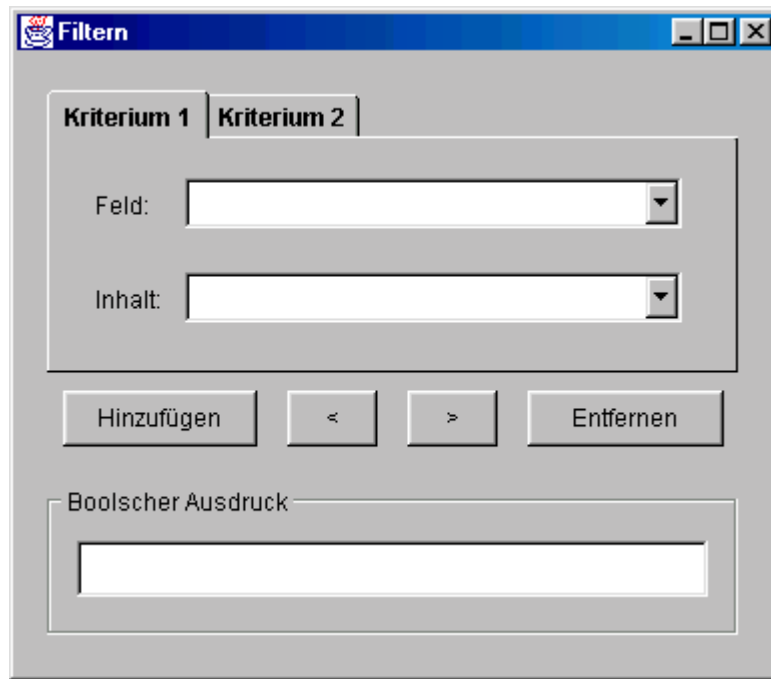 Filtern
Kriterium 1 Kriterium 2
Feld:
Inhalt:
Hinzufügen < > Entfernen
Boolscher Ausdruck